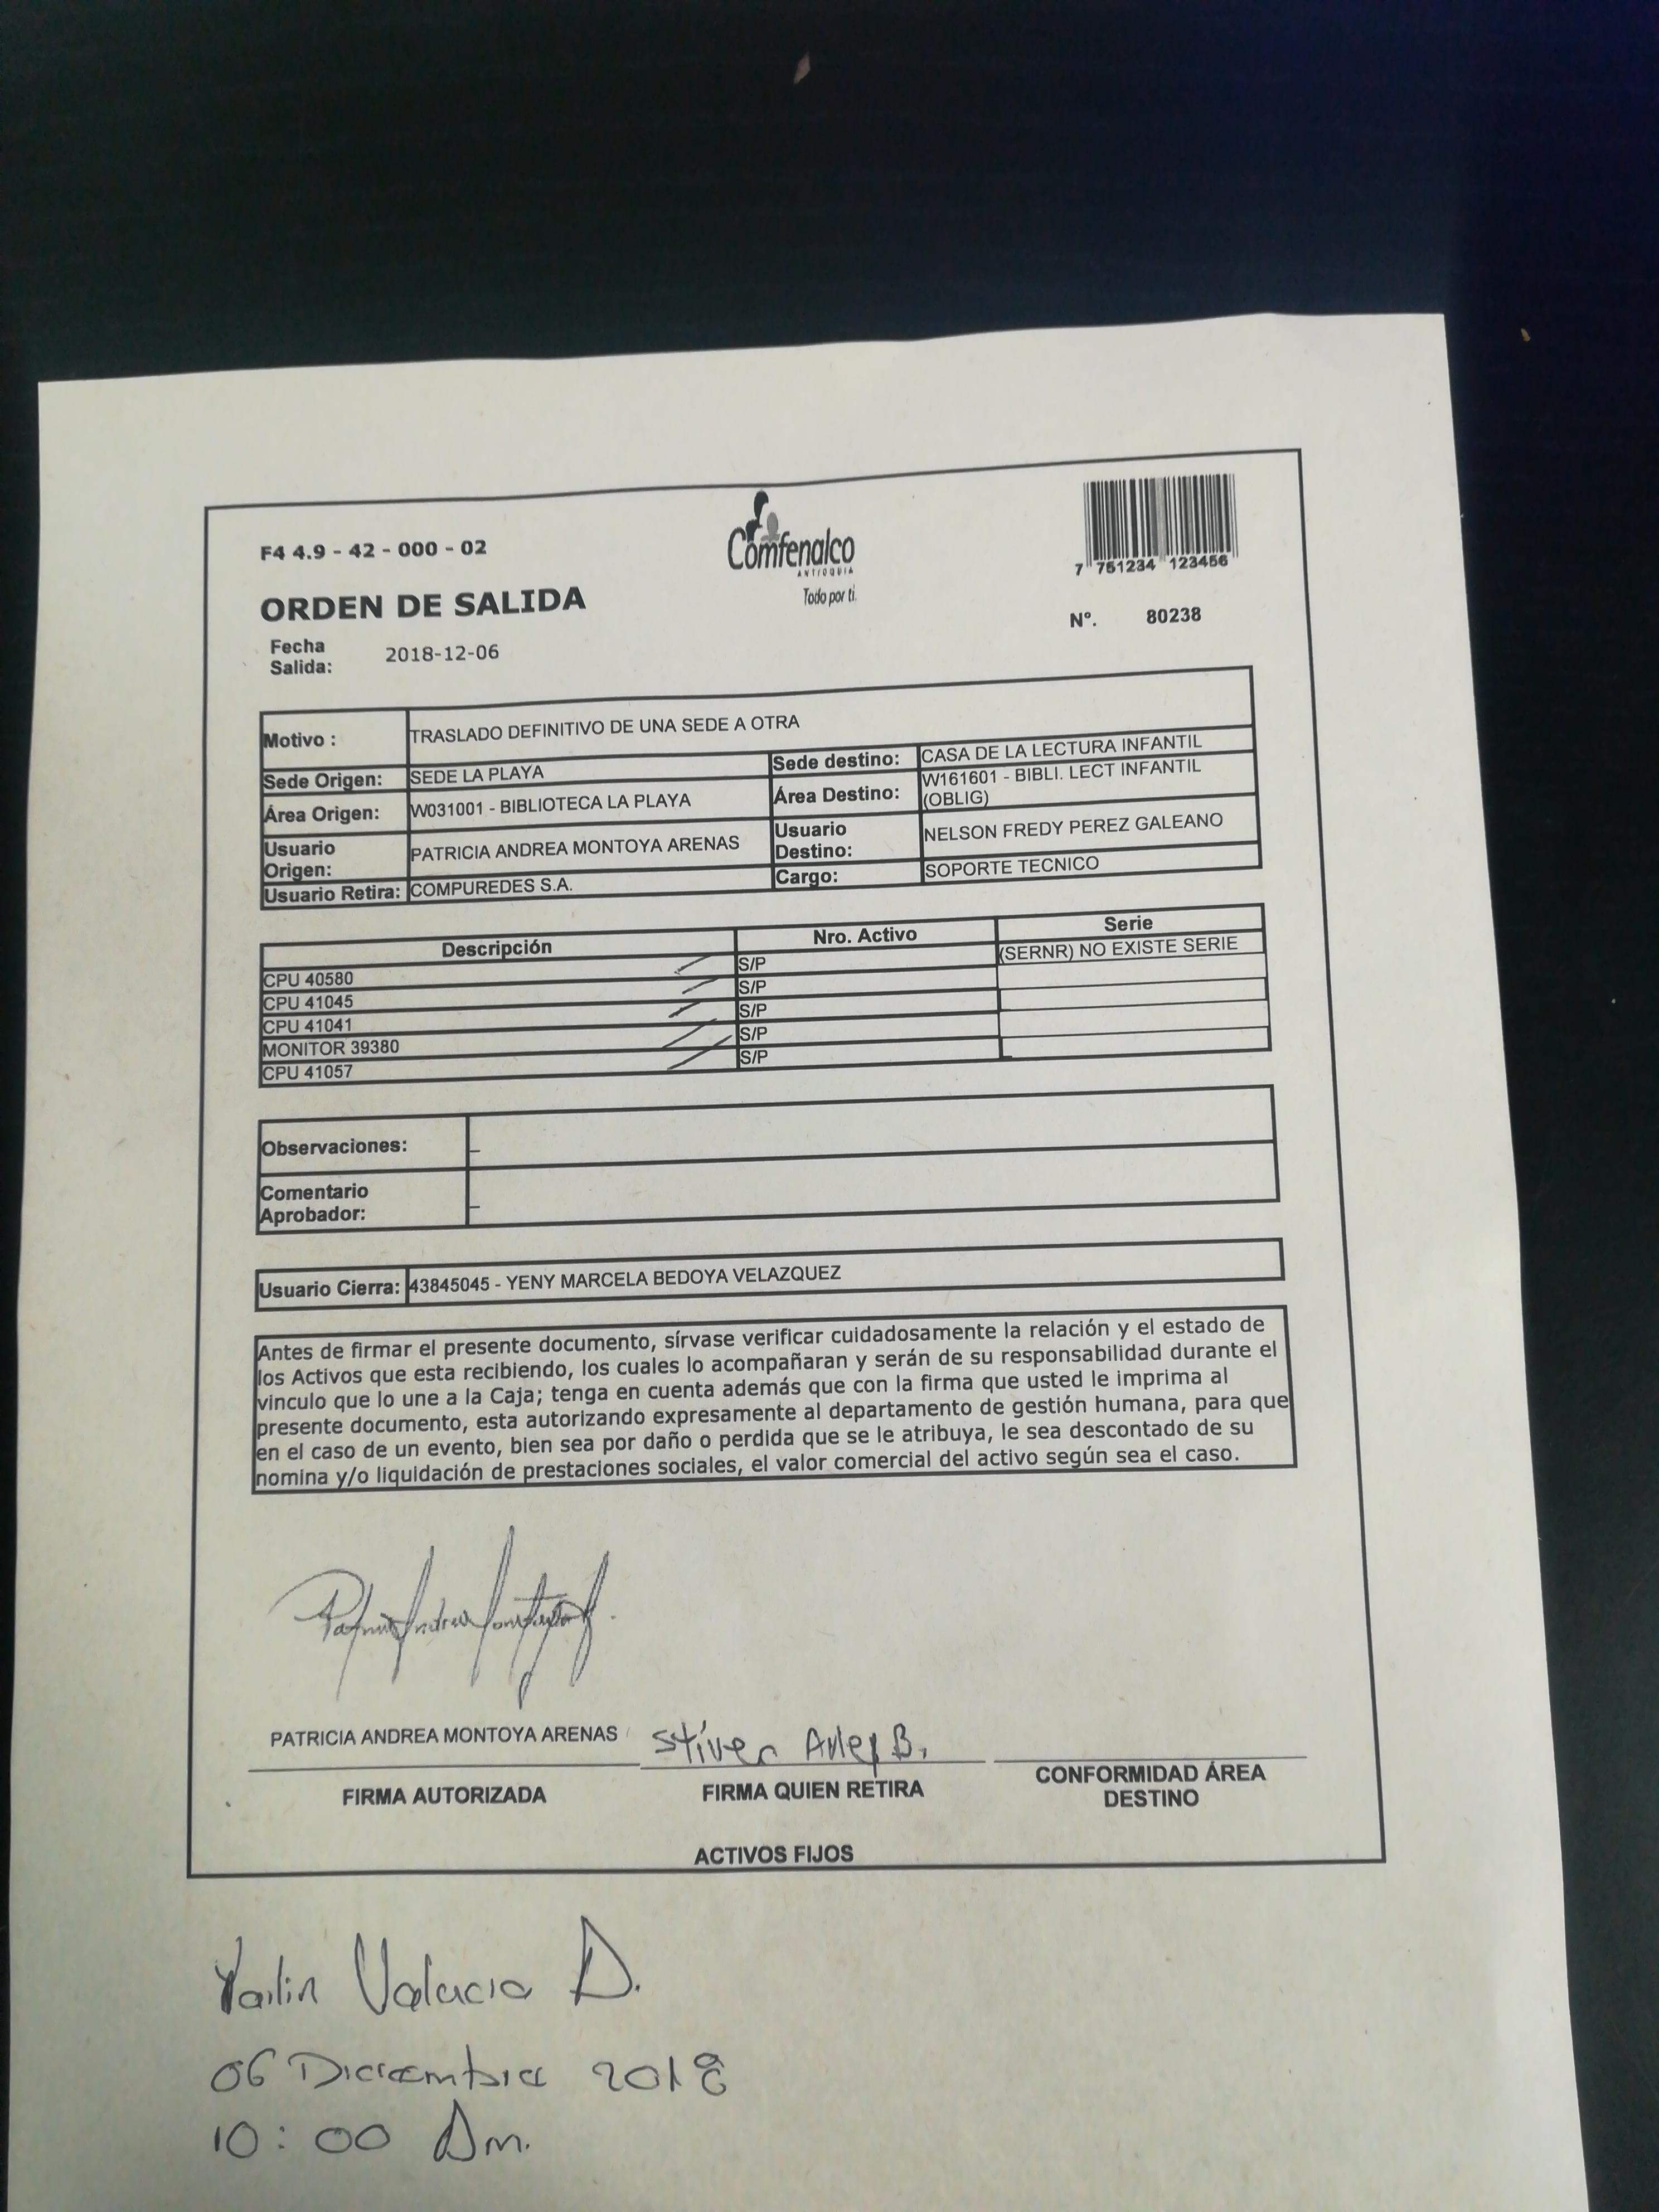 F4 4.9 - 42 - 000 - 02
Comfenalco
ANTIOQUIA
Todo por ti.
7 751234 123456
ORDEN DE SALIDA
Nº. 80238
Fecha Salida: 2018-12-06
Motivo : TRASLADO DEFINITIVO DE UNA SEDE A OTRA
Sede Origen: SEDE LA PLAYA Sede destino: CASA DE LA LECTURA INFANTIL
Área Origen: W031001 - BIBLIOTECA LA PLAYA Área Destino: W161601 - BIBLI. LECT INFANTIL (OBLIG)
Usuario Origen: PATRICIA ANDREA MONTOYA ARENAS Usuario Destino: NELSON FREDY PEREZ GALEANO
Usuario Retira: COMPUREDES S.A. Cargo: SOPORTE TECNICO
Descripción Nro. Activo Serie
CPU 40580 S/P (SERNR) NO EXISTE SERIE
CPU 41045 S/P
CPU 41041 S/P
MONITOR 39380 S/P
CPU 41057 S/P
Observaciones: _
Comentario Aprobador: _
Usuario Cierra: 43845045 - YENY MARCELA BEDOYA VELAZQUEZ
Antes de firmar el presente documento, sírvase verificar cuidadosamente la relación y el estado de
los Activos que esta recibiendo, los cuales lo acompañaran y serán de su responsabilidad durante el
vinculo que lo une a la Caja; tenga en cuenta además que con la firma que usted le imprima al
presente documento, esta autorizando expresamente al departamento de gestión humana, para que
en el caso de un evento, bien sea por daño o perdida que se le atribuya, le sea descontado de su
nomina y/o liquidación de prestaciones sociales, el valor comercial del activo según sea el caso.
PATRICIA ANDREA MONTOYA ARENAS Stiven Arley B.
FIRMA AUTORIZADA FIRMA QUIEN RETIRA CONFORMIDAD ÁREA DESTINO
ACTIVOS FIJOS
Yailin Valencia D.
06 Diciembre 2018
10:00 Am.